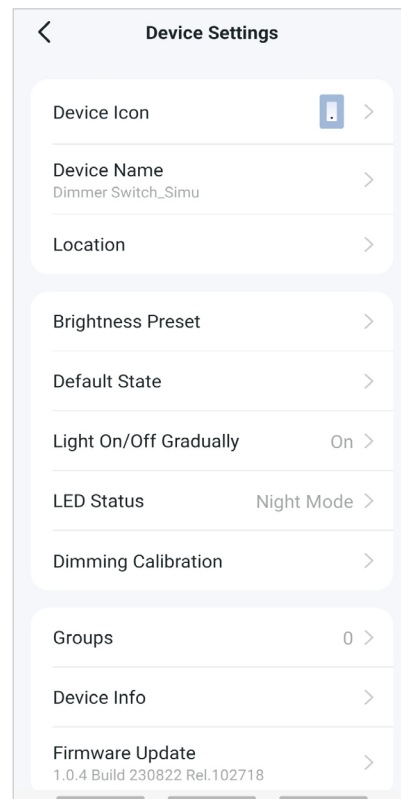 Device Settings
Device Icon
Device Name
Dimmer Switch_Simu
Location
Brightness Preset
Default State
Light On/Off Gradually On
LED Status Night Mode
Dimming Calibration
Groups 0
Device Info
Firmware Update
1.0.4 Build 230822 Rel.102718